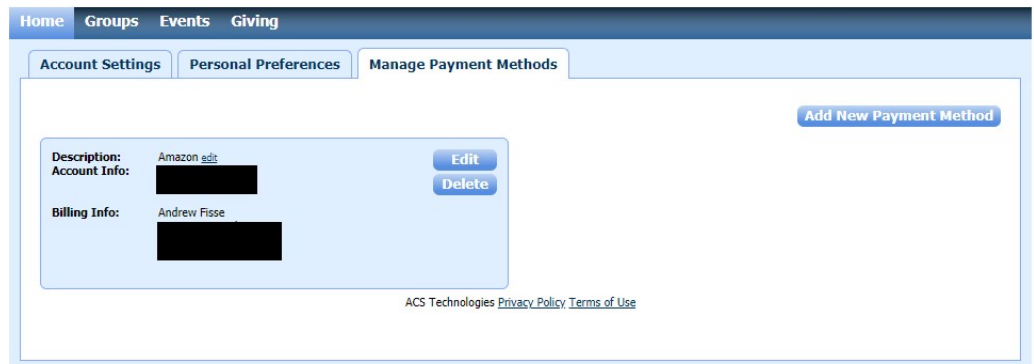 Home Groups Events Giving
Account Settings Personal Preferences Manage Payment Methods
Add New Payment Method
Description: Amazon edit
Account Info:
Edit
Delete
Billing Info: Andrew Fisse
ACS Technologies Privacy Policy Terms of Use